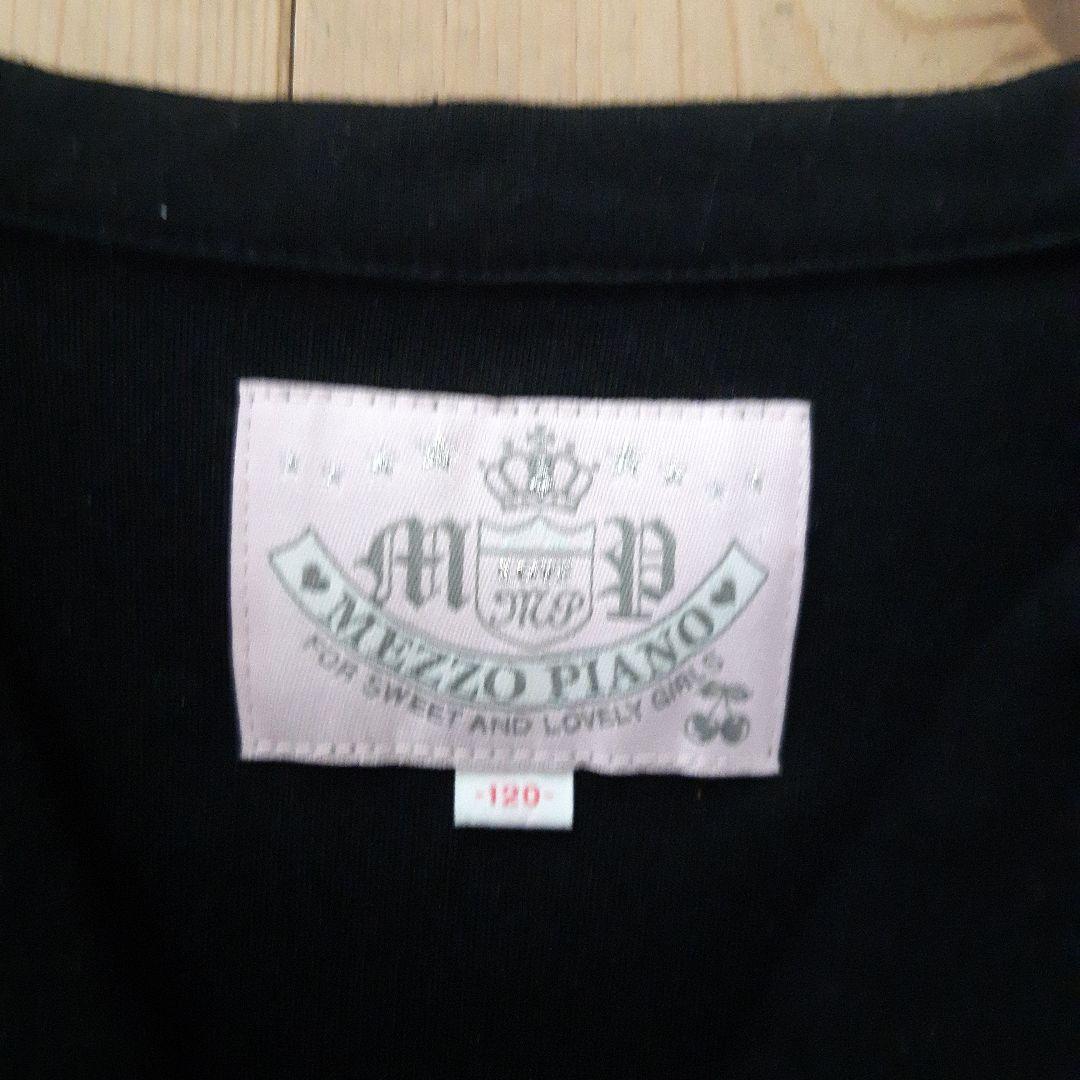 M P
MP
MEZZO PIANO
FOR SWEET AND LOVELY GIRLS
-120-